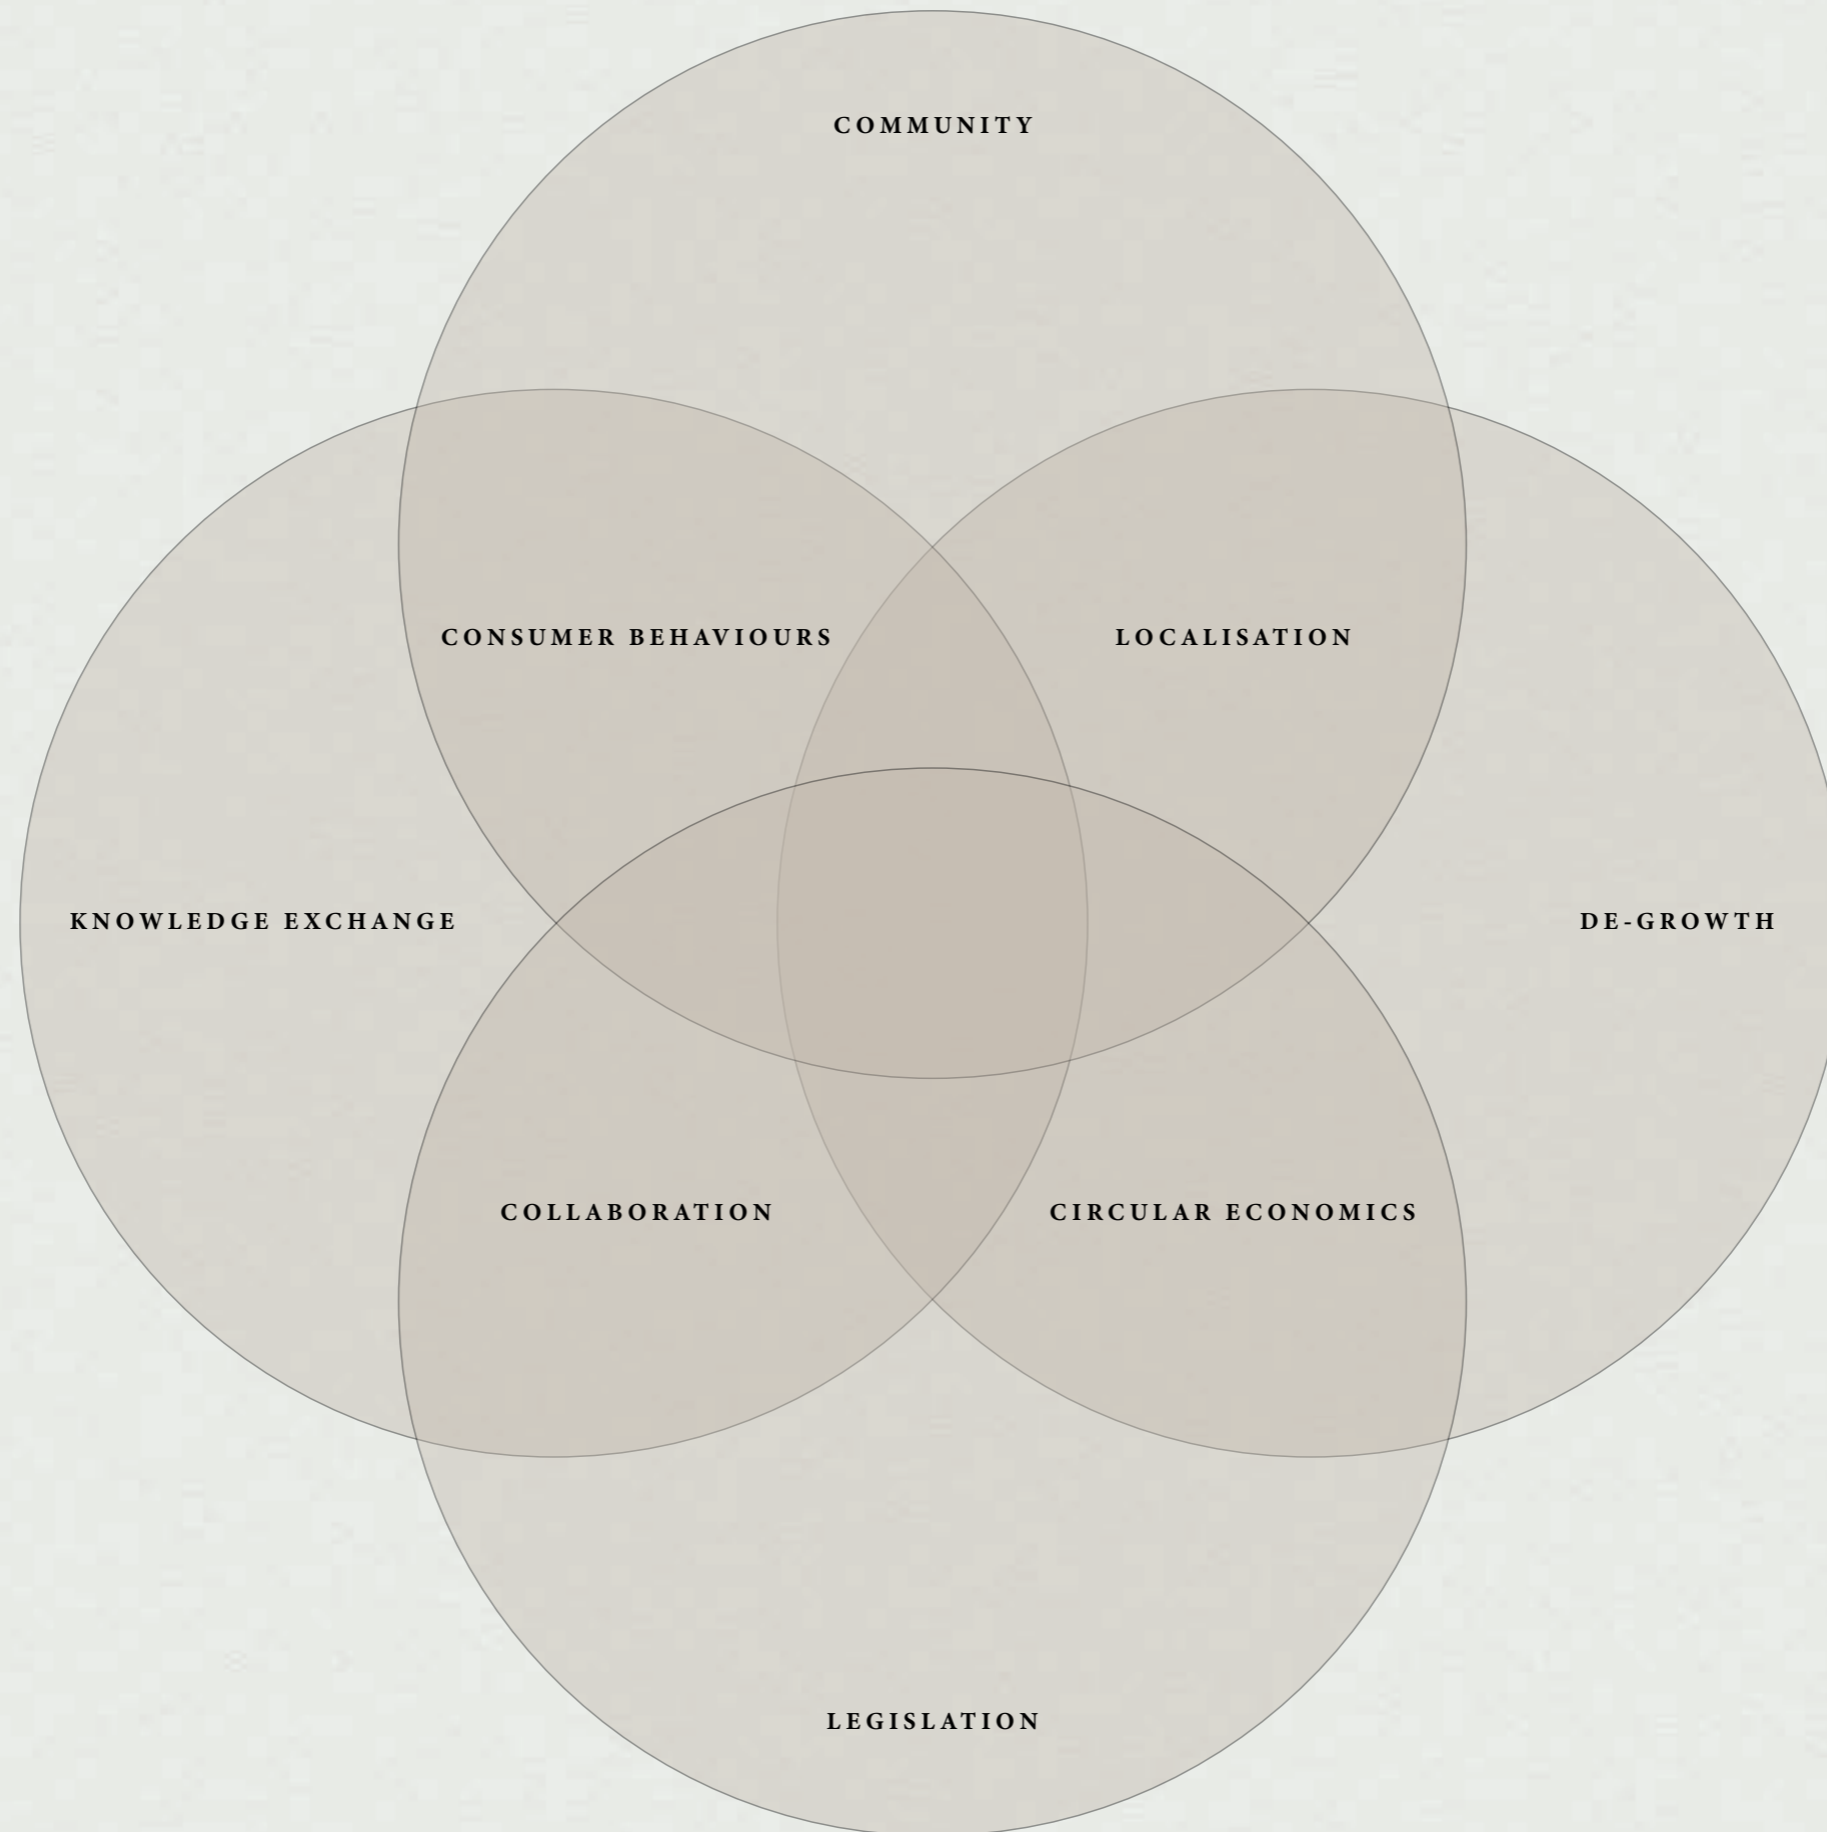 COMMUNITY
CONSUMER BEHAVIOURS
LOCALISATION
KNOWLEDGE EXCHANGE
DE-GROWTH
COLLABORATION
CIRCULAR ECONOMICS
LEGISLATION